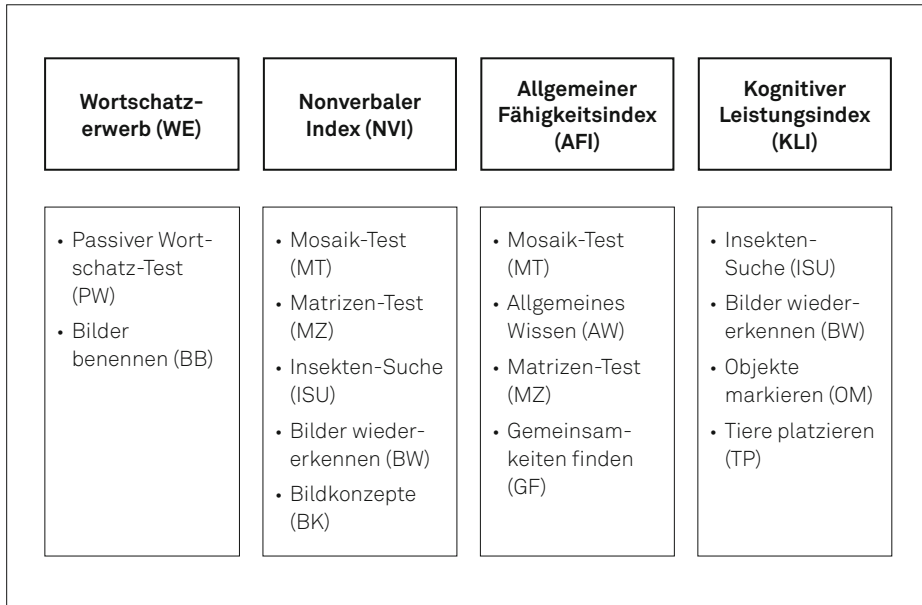 Wortschatz-
erwerb (WE)
Nonverbaler
Index (NVI)
Allgemeiner
Fähigkeitsindex
(AFI)
Kognitiver
Leistungsindex
(KLI)
• Passiver Wort-
schatz-Test
(PW)
• Bilder
benennen (BB)
• Mosaik-Test
(MT)
• Matrizen-Test
(MZ)
• Insekten-Suche
(ISU)
• Bilder wieder-
erkennen (BW)
• Bildkonzepte
(BK)
• Mosaik-Test
(MT)
• Allgemeines
Wissen (AW)
• Matrizen-Test
(MZ)
• Gemeinsam-
keiten finden
(GF)
• Insekten-
Suche (ISU)
• Bilder wieder-
erkennen (BW)
• Objekte
markieren (OM)
• Tiere platzieren
(TP)